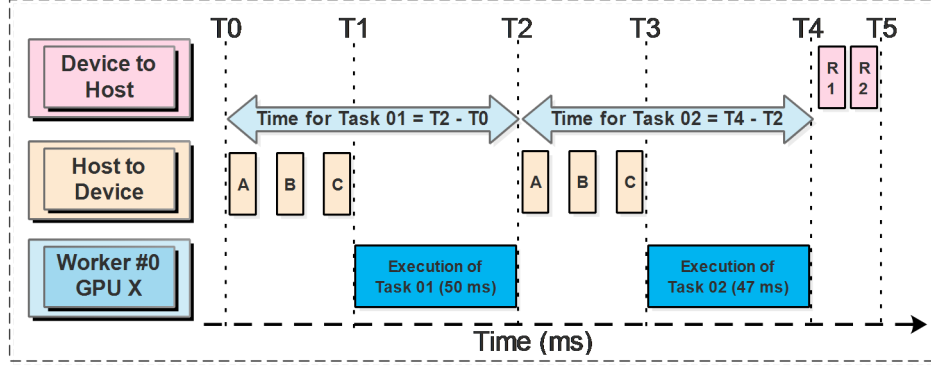 T0 T1 T2 T3 T4 T5
Device to
Host
R
1
R
2
Time for Task 01 = T2 - T0
Time for Task 02 = T4 - T2
Host to
Device
A B C A B C
Worker #0
GPU X
Execution of
Task 01 (50 ms)
Execution of
Task 02 (47 ms)
Time (ms)